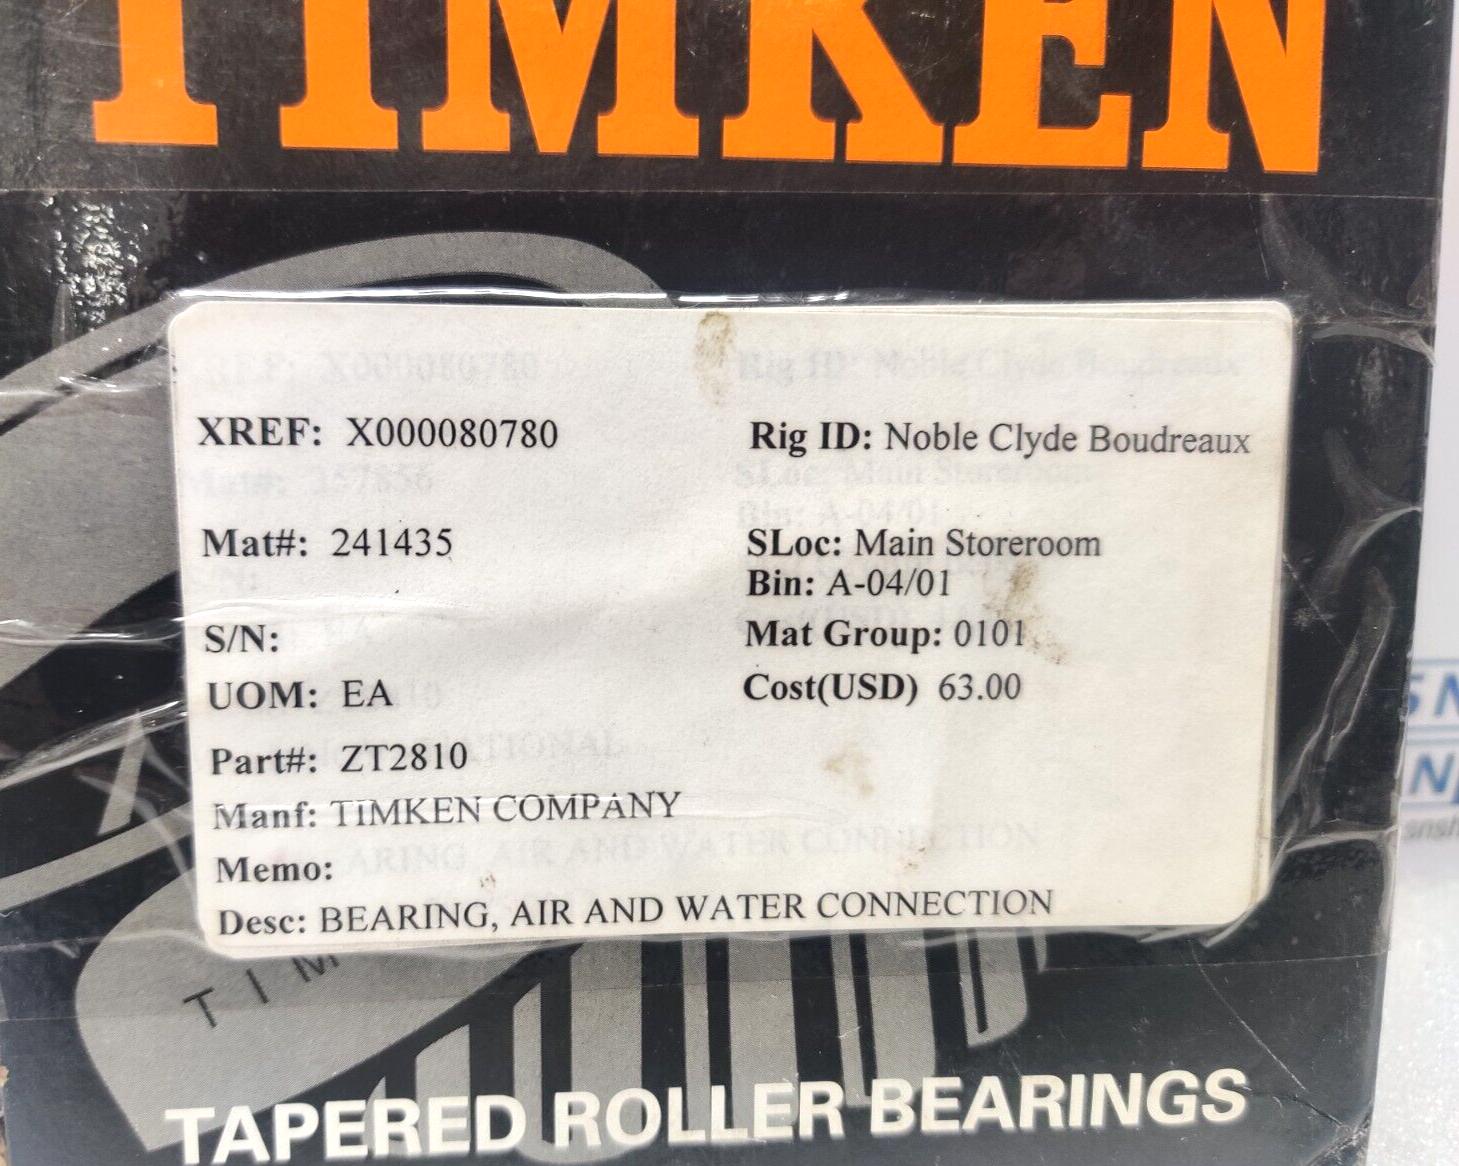 TIMKEN
XREF: X000080780
Rig ID: Noble Clyde Boudreaux
Mat#: 241435
SLoc: Main Storeroom
Bin: A-04/01
S/N:
Mat Group: 0101
UOM: EA
Cost(USD) 63.00
Part#: ZT2810
Manf: TIMKEN COMPANY
Memo:
Desc: BEARING, AIR AND WATER CONNECTION
TIM
TAPERED ROLLER BEARINGS